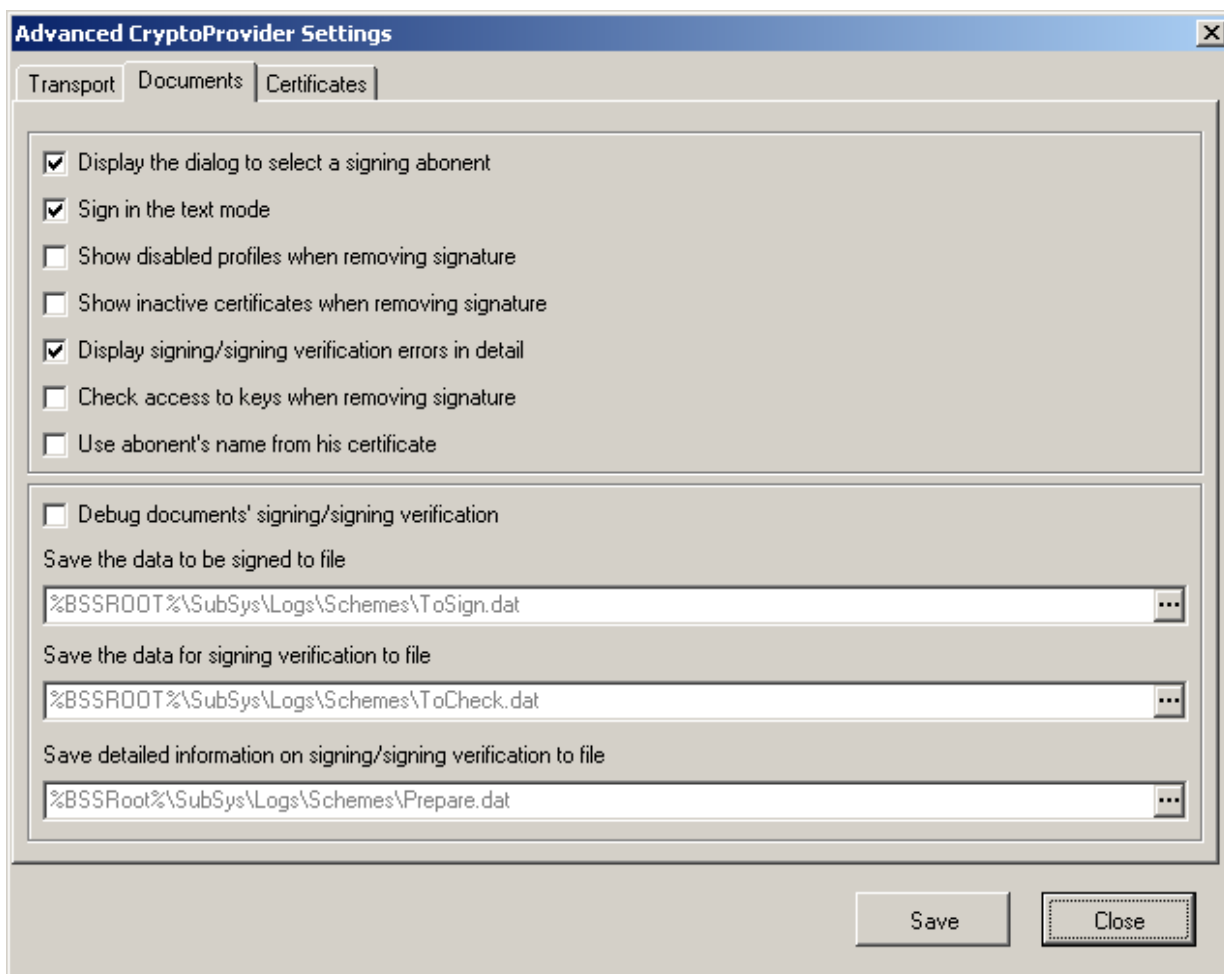 Advanced CryptoProvider Settings
Transport Documents Certificates
Display the dialog to select a signing abonent
Sign in the text mode
Show disabled profiles when removing signature
Show inactive certificates when removing signature
Display signing/signing verification errors in detail
Check access to keys when removing signature
Use abonent's name from his certificate
Debug documents' signing/signing verification
Save the data to be signed to file
%BSSROOT%\SubSys\Logs\Schemes\ToSign.dat
...
Save the data for signing verification to file
%BSSROOT%\SubSys\Logs\Schemes\ToCheck.dat
...
Save detailed information on signing/signing verification to file
%BSSRoot%\SubSys\Logs\Schemes\Prepare.dat
...
Save Close